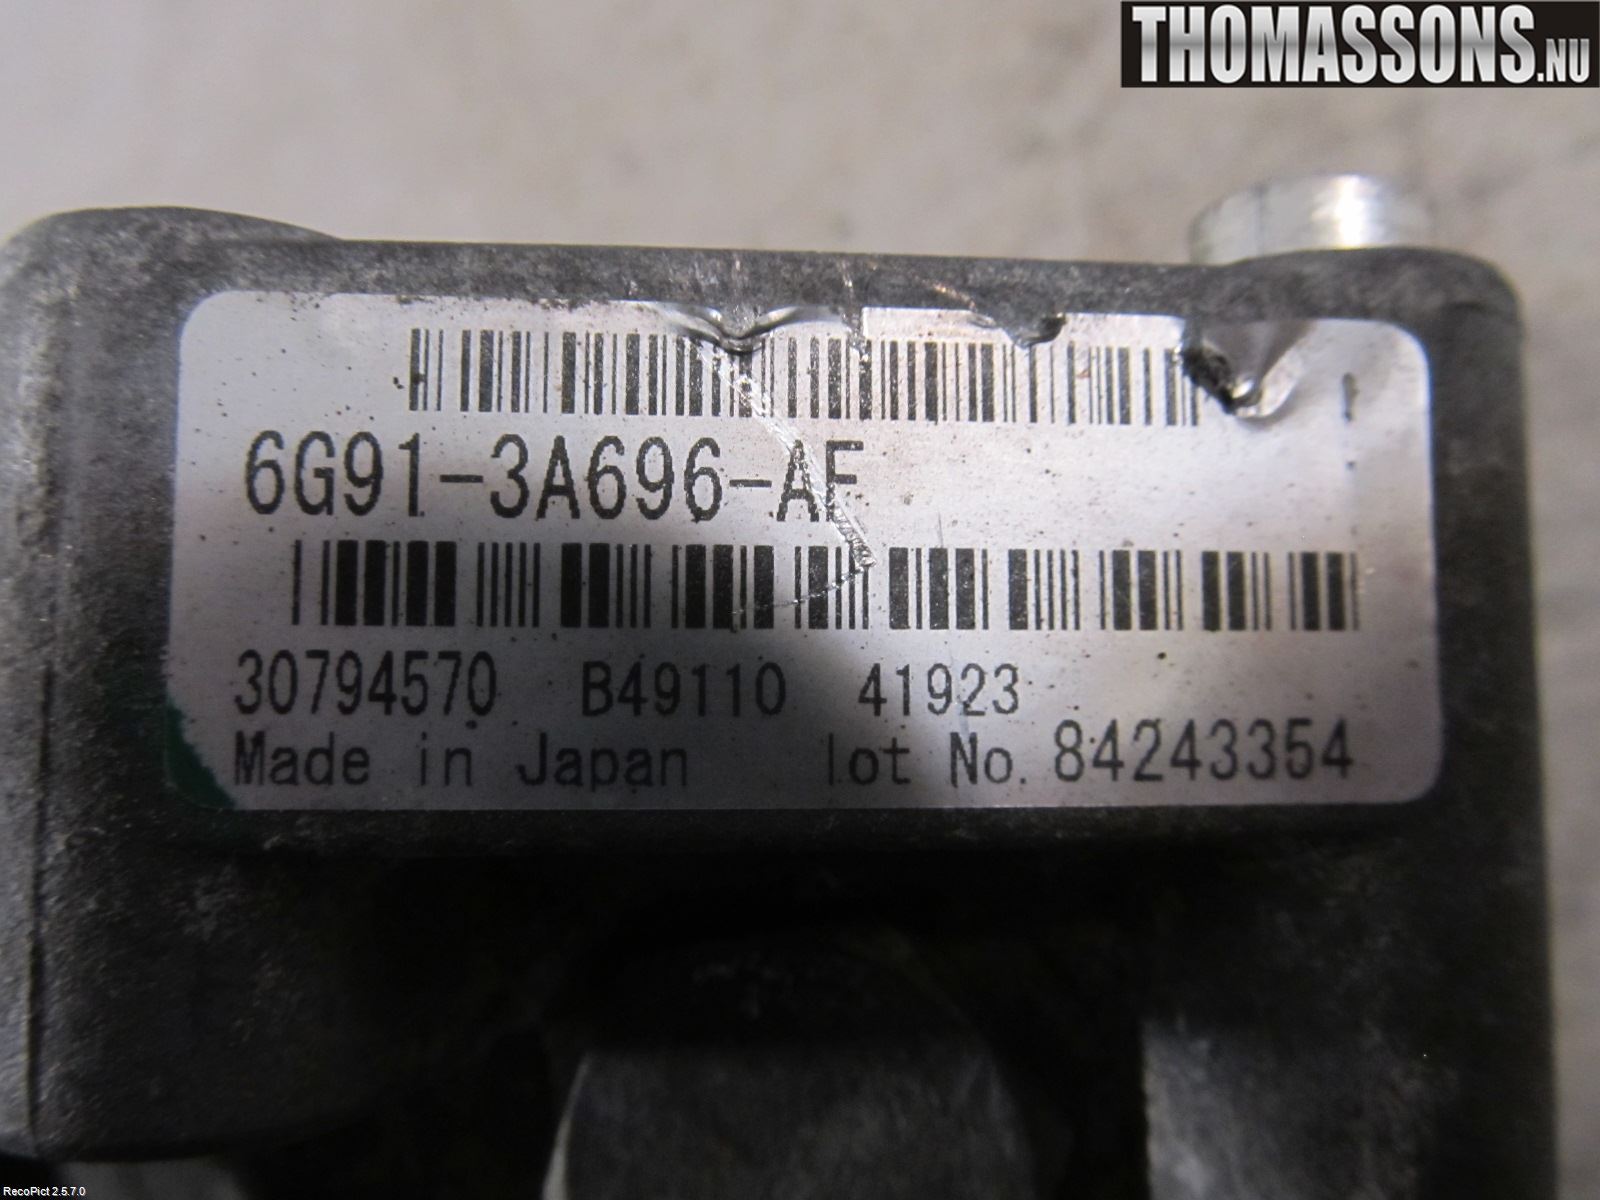 THOMASSONS.NU
6G91-3A696-AF
30794570 B49110 41923
Made in Japan lot No. 84243354
RecoPict 2.5.7.0